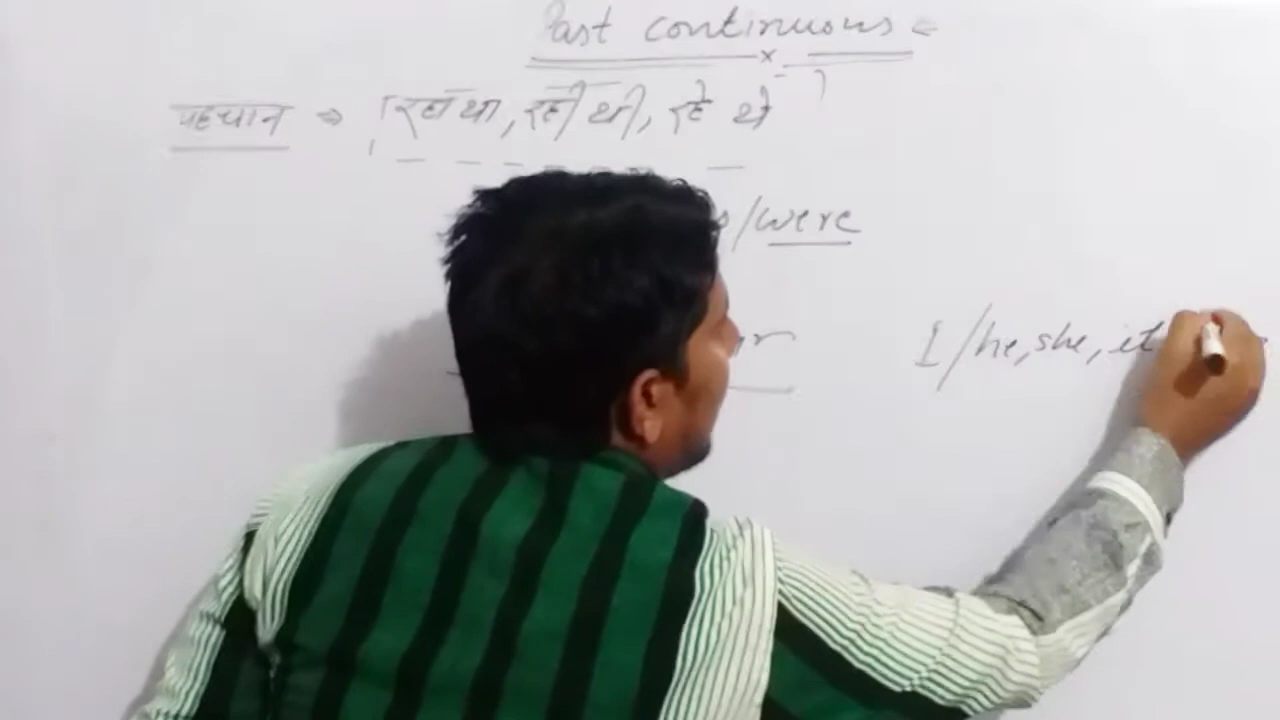 Past continuous
पहचान ⇒ रहा था, रही थी, रहे थे
/were
I/he, she, it